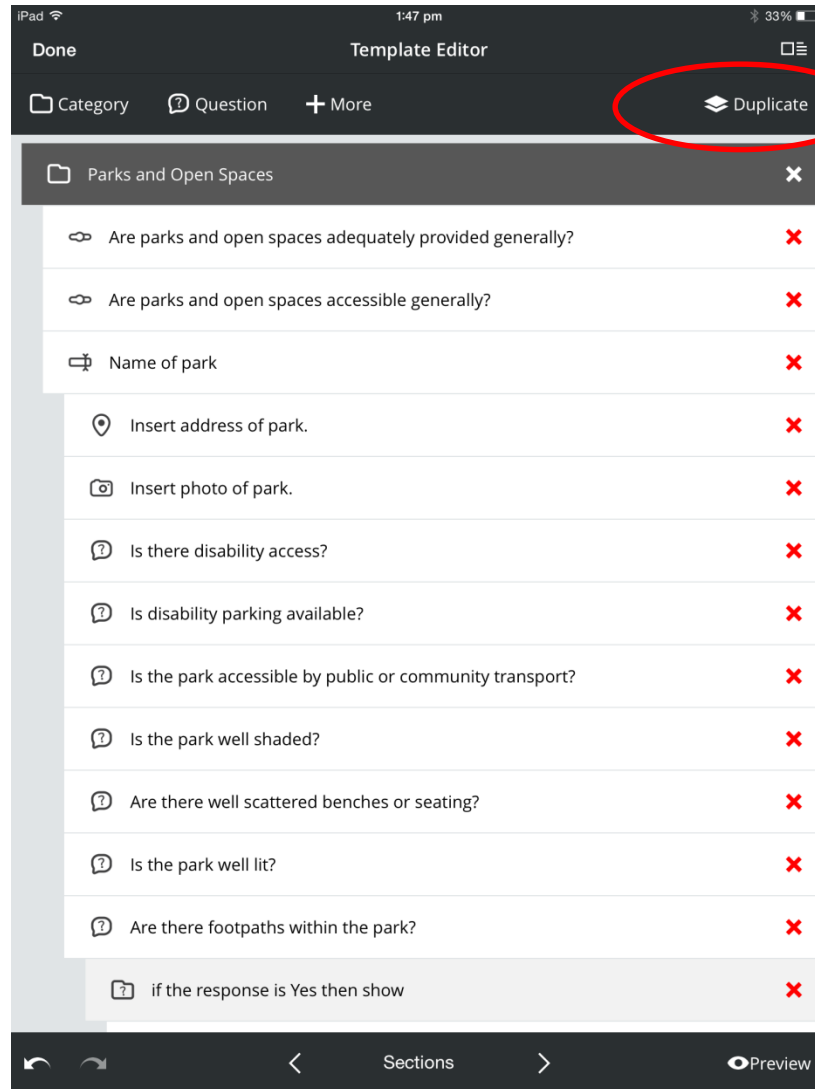 iPad 1:47 pm 33%
Done Template Editor
Category Question More Duplicate
Parks and Open Spaces
Are parks and open spaces adequately provided generally?
Are parks and open spaces accessible generally?
Name of park
Insert address of park.
Insert photo of park.
Is there disability access?
Is disability parking available?
Is the park accessible by public or community transport?
Is the park well shaded?
Are there well scattered benches or seating?
Is the park well lit?
Are there footpaths within the park?
if the response is Yes then show
Sections Preview